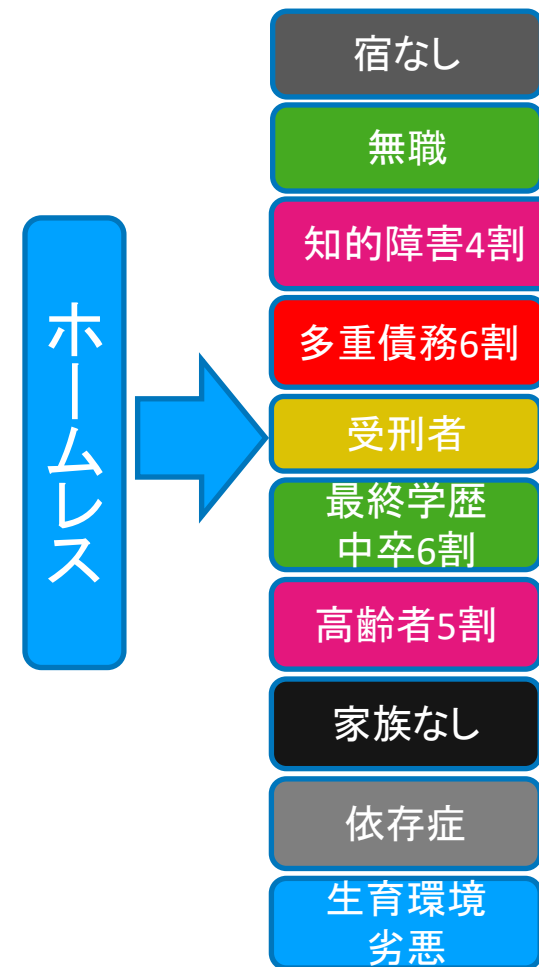 ホームレス
宿なし
無職
知的障害4割
多重債務6割
受刑者
最終学歴
中卒6割
高齢者5割
家族なし
依存症
生育環境
劣悪